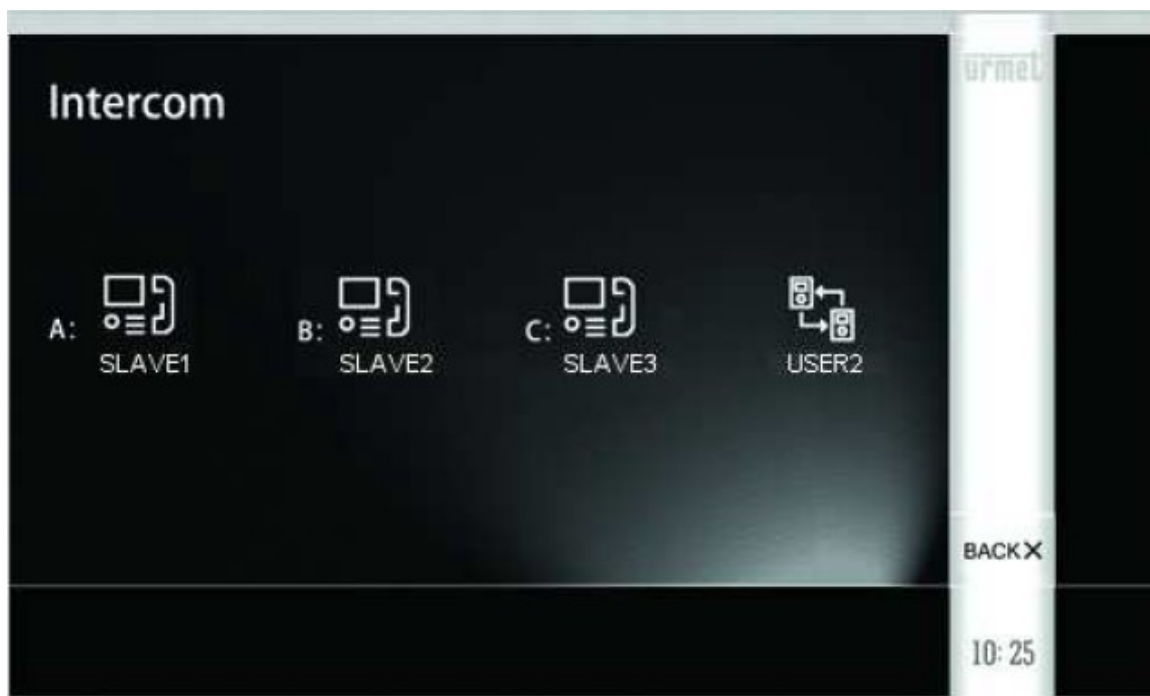 urmet
Intercom
A:
SLAVE1
B:
SLAVE2
C:
SLAVE3
USER2
BACK X
10: 25